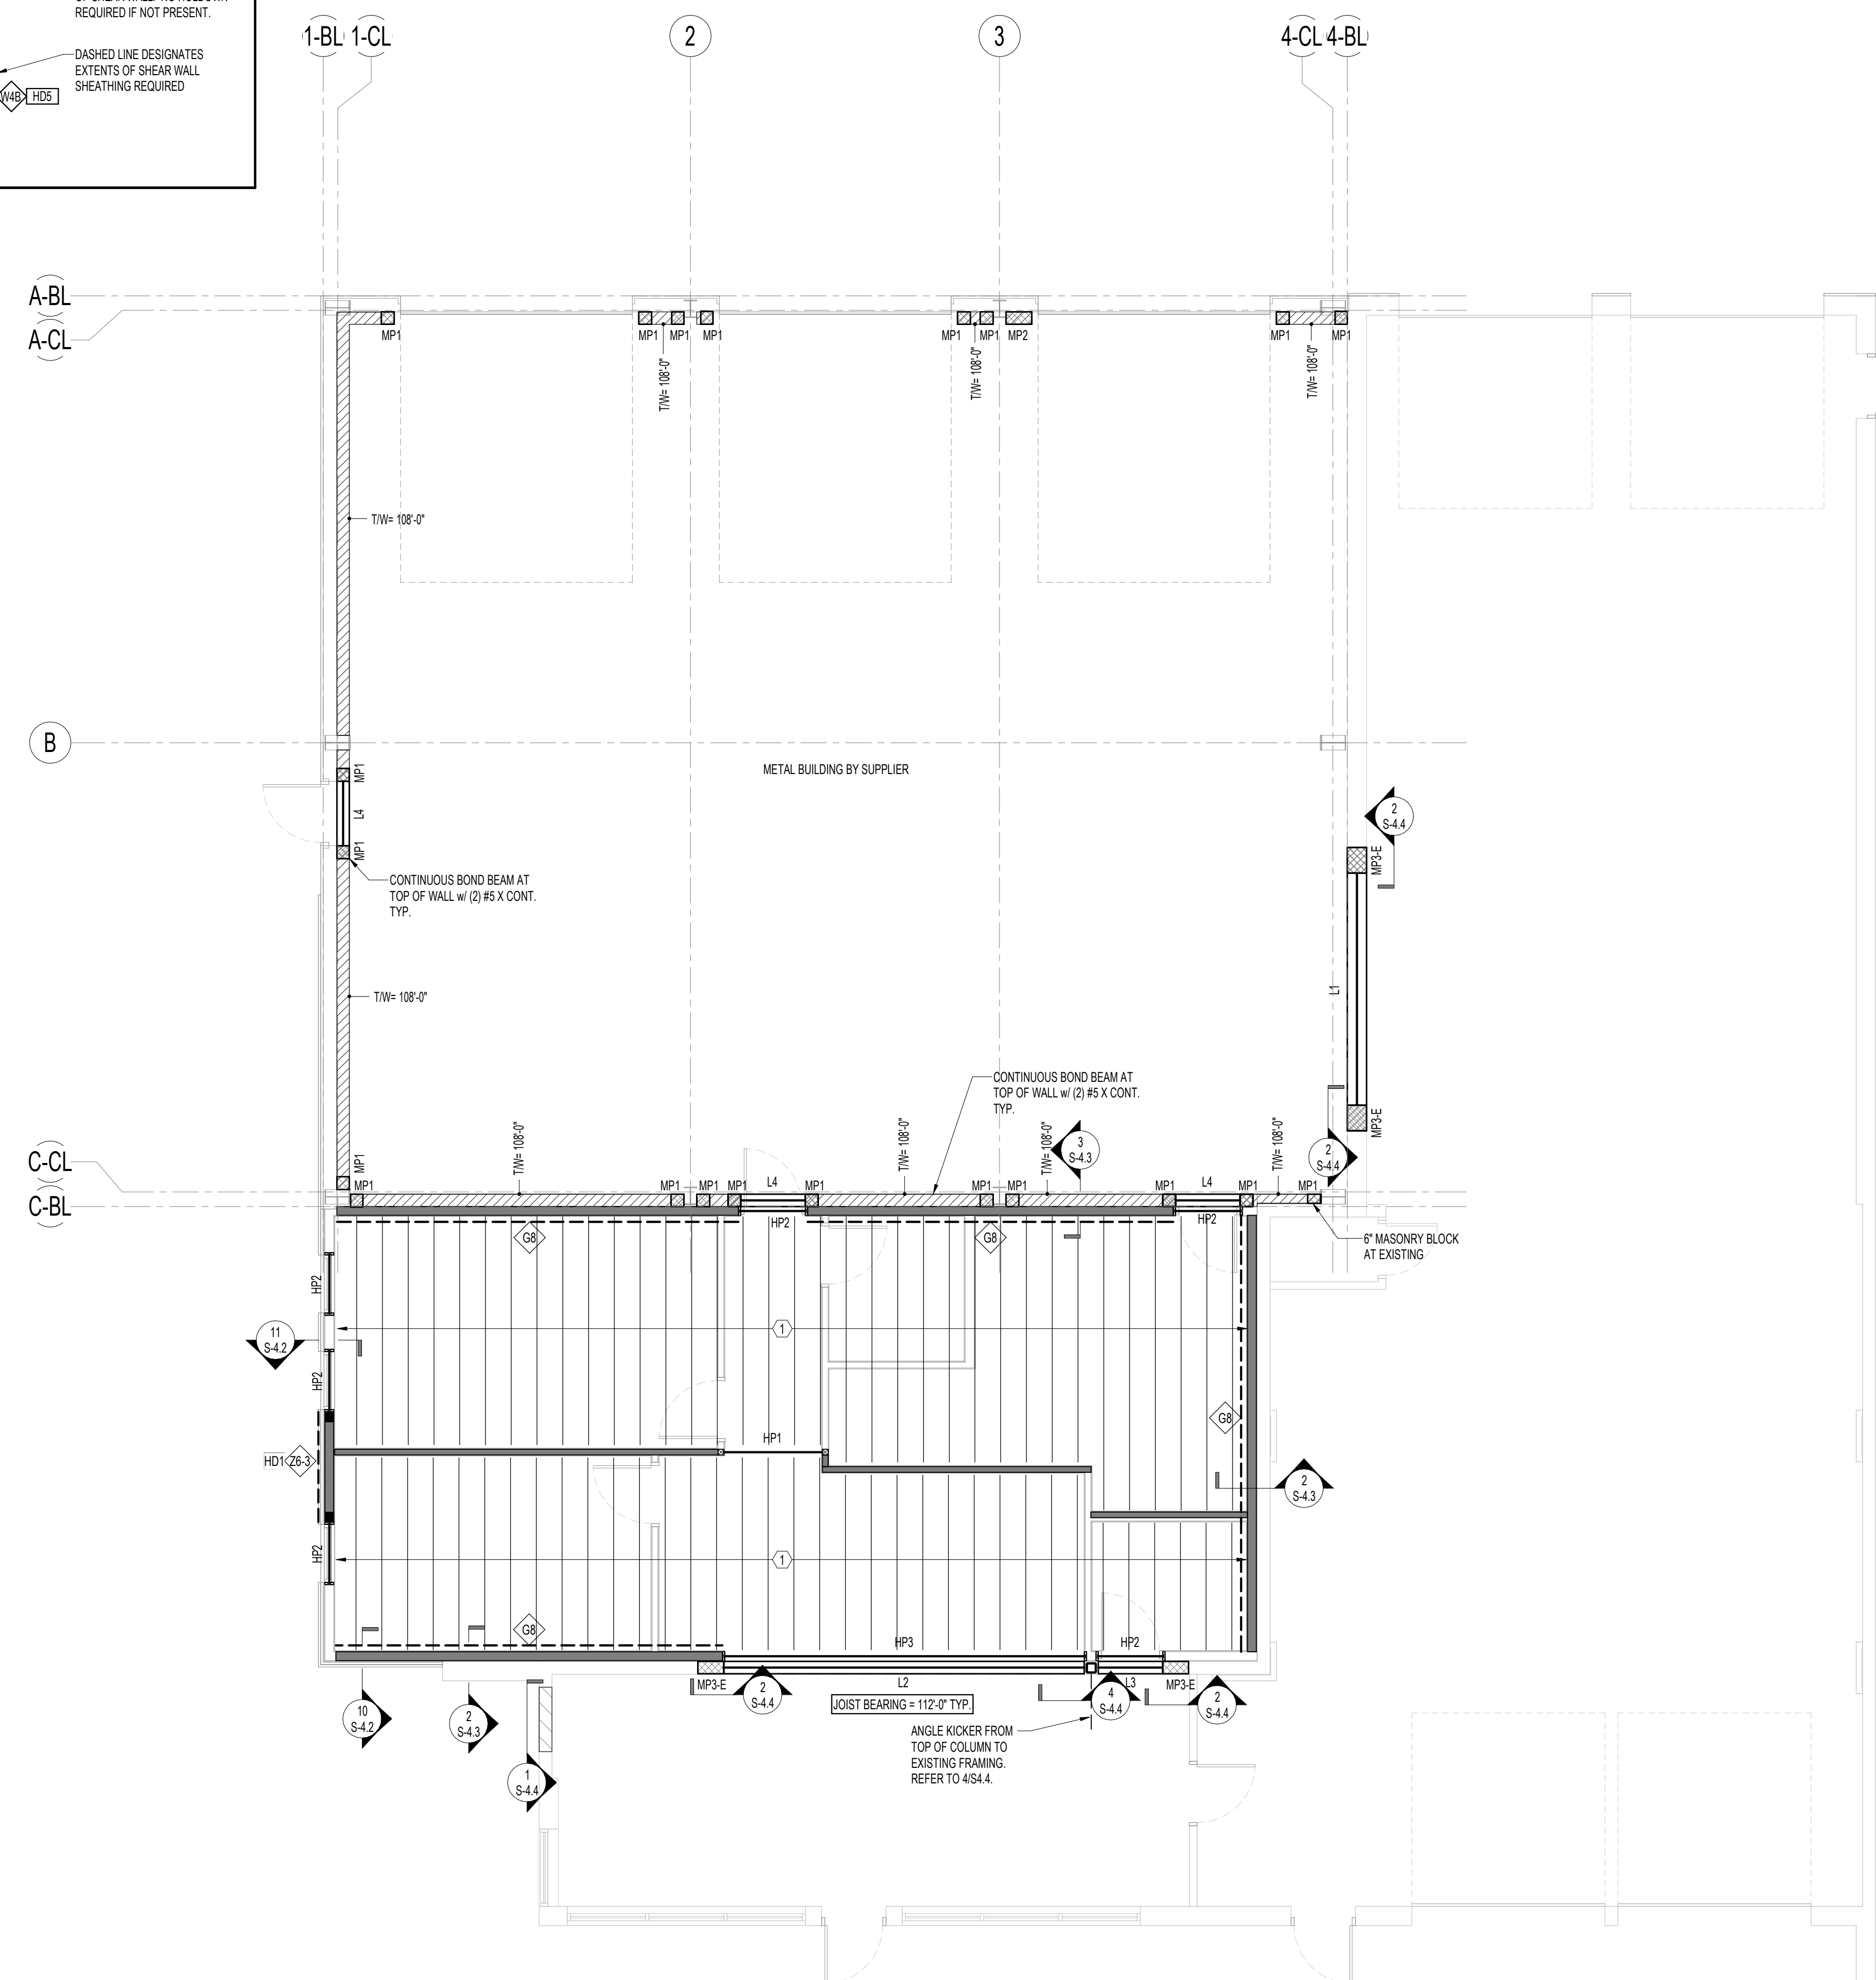 REQUIRED IF NOT PRESENT.
DASHED LINE DESIGNATES
EXTENTS OF SHEAR WALL
SHEATHING REQUIRED
W4B HD5
1-BL 1-CL 2 3 4-CL 4-BL
A-BL
A-CL
MP1 MP1 MP1 MP1 MP1 MP1 MP2 MP1 MP1
T/W= 108'-0"
T/W= 108'-0"
T/W= 108'-0"
T/W= 108'-0"
B
METAL BUILDING BY SUPPLIER
MP1
L4
MP1
2
S-4.4
MP3-E
CONTINUOUS BOND BEAM AT
TOP OF WALL w/ (2) #5 X CONT.
TYP.
T/W= 108'-0"
L1
CONTINUOUS BOND BEAM AT
TOP OF WALL w/ (2) #5 X CONT.
TYP.
MP3-E
T/W= 108'-0"
T/W= 108'-0"
T/W= 108'-0"
T/W= 108'-0"
3
S-4.3
2
S-4.4
C-CL
C-BL
MP1
MP1 MP1 MP1 MP1 L4 MP1 MP1 MP1 MP1 L4 MP1 MP1
HP2 HP2
G8 G8
6" MASONRY BLOCK
AT EXISTING
HP2
1
11
S-4.2
HP2
G8
HP1
HD1 Z6-3
2
S-4.3
HP2
1
G8
HP3 HP2
MP3-E L2 L3 MP3-E
2
S-4.4
4
S-4.4
2
S-4.4
JOIST BEARING = 112'-0" TYP.
10
S-4.2
2
S-4.3
ANGLE KICKER FROM
TOP OF COLUMN TO
EXISTING FRAMING.
REFER TO 4/S4.4.
1
S-4.4